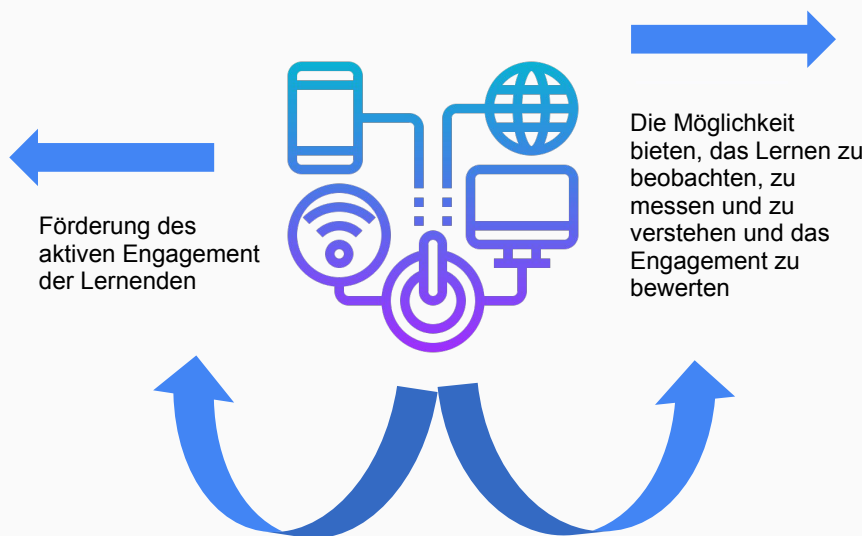 Förderung des
aktiven Engagement
der Lernenden
Die Möglichkeit
bieten, das Lernen zu
beobachten, zu
messen und zu
verstehen und das
Engagement zu
bewerten